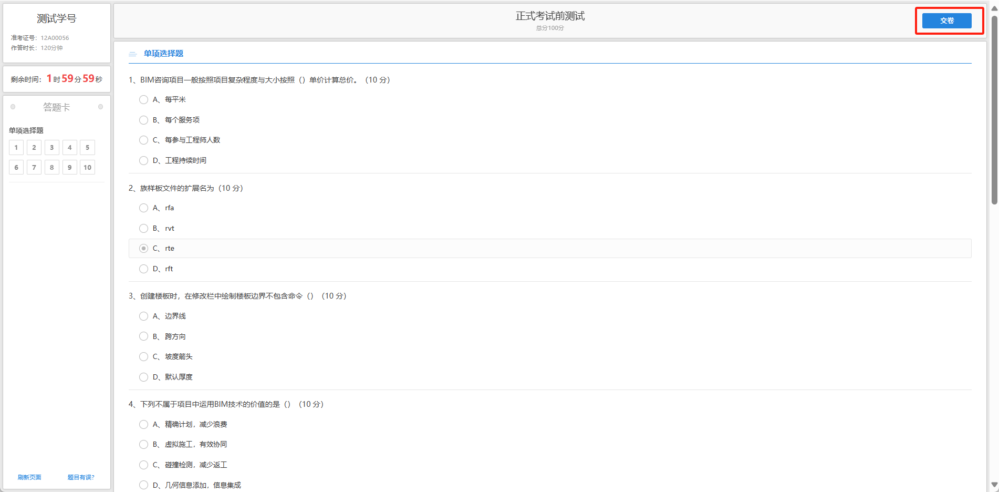 测试学号
准考证号：12A00056
作答时长：120分钟
剩余时间：1时59分59秒
答题卡
单项选择题
1 2 3 4 5
6 7 8 9 10
刷新页面 题目有误?
正式考试前测试
总分100分
交卷
单项选择题
1、BIM咨询项目一般按照项目复杂程度与大小按照（）单价计算总价。（10 分）
A、每平米
B、每个服务项
C、每参与工程师人数
D、工程持续时间
2、族样板文件的扩展名为（10 分）
A、rfa
B、rvt
C、rte
D、rft
3、创建楼板时，在修改栏中绘制楼板边界不包含命令（）（10 分）
A、边界线
B、跨方向
C、坡度箭头
D、默认厚度
4、下列不属于项目中运用BIM技术的价值的是（）（10 分）
A、精确计划，减少浪费
B、虚拟施工，有效协同
C、碰撞检测，减少返工
D、几何信息添加，信息集成